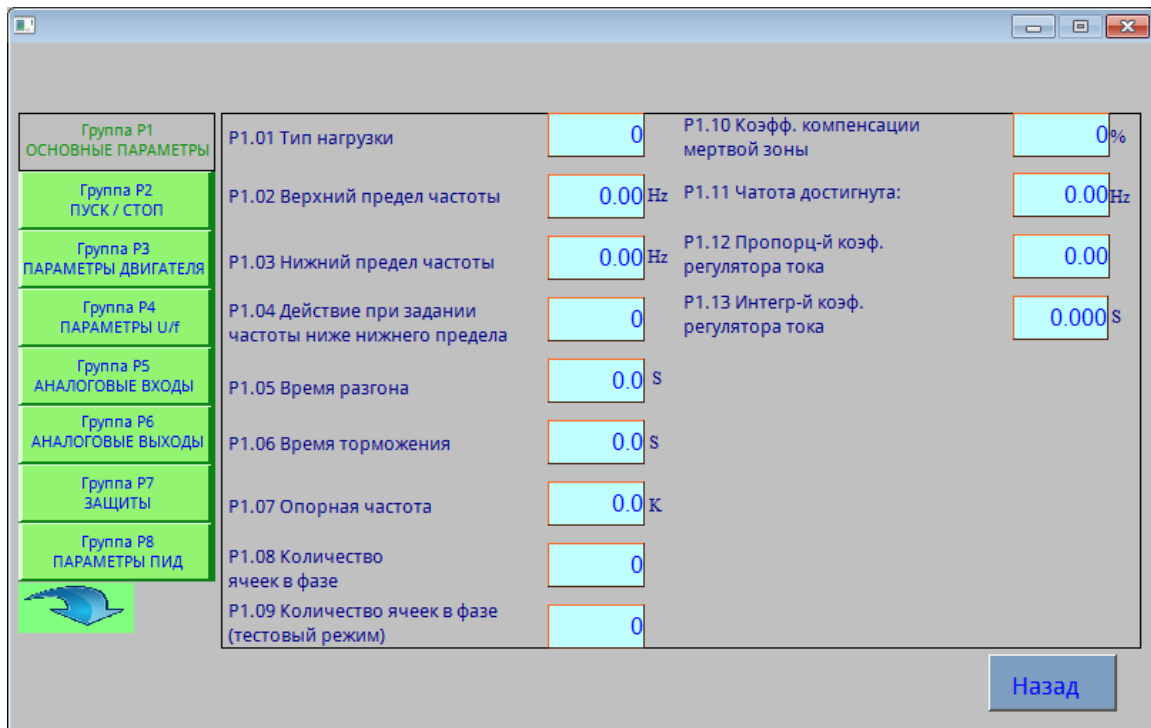 Группа P1
ОСНОВНЫЕ ПАРАМЕТРЫ
Группа P2
ПУСК / СТОП
Группа P3
ПАРАМЕТРЫ ДВИГАТЕЛЯ
Группа P4
ПАРАМЕТРЫ U/f
Группа P5
АНАЛОГОВЫЕ ВХОДЫ
Группа P6
АНАЛОГОВЫЕ ВЫХОДЫ
Группа P7
ЗАЩИТЫ
Группа P8
ПАРАМЕТРЫ ПИД
P1.01 Тип нагрузки 0
P1.02 Верхний предел частоты 0.00 Hz
P1.03 Нижний предел частоты 0.00 Hz
P1.04 Действие при задании
частоты ниже нижнего предела 0
P1.05 Время разгона 0.0 S
P1.06 Время торможения 0.0 S
P1.07 Опорная частота 0.0 K
P1.08 Количество
ячеек в фазе 0
P1.09 Количество ячеек в фазе
(тестовый режим) 0
P1.10 Коэфф. компенсации
мертвой зоны 0%
P1.11 Чатота достигнута: 0.00 Hz
P1.12 Пропорц-й коэф.
регулятора тока 0.00
P1.13 Интегр-й коэф.
регулятора тока 0.000 S
Назад